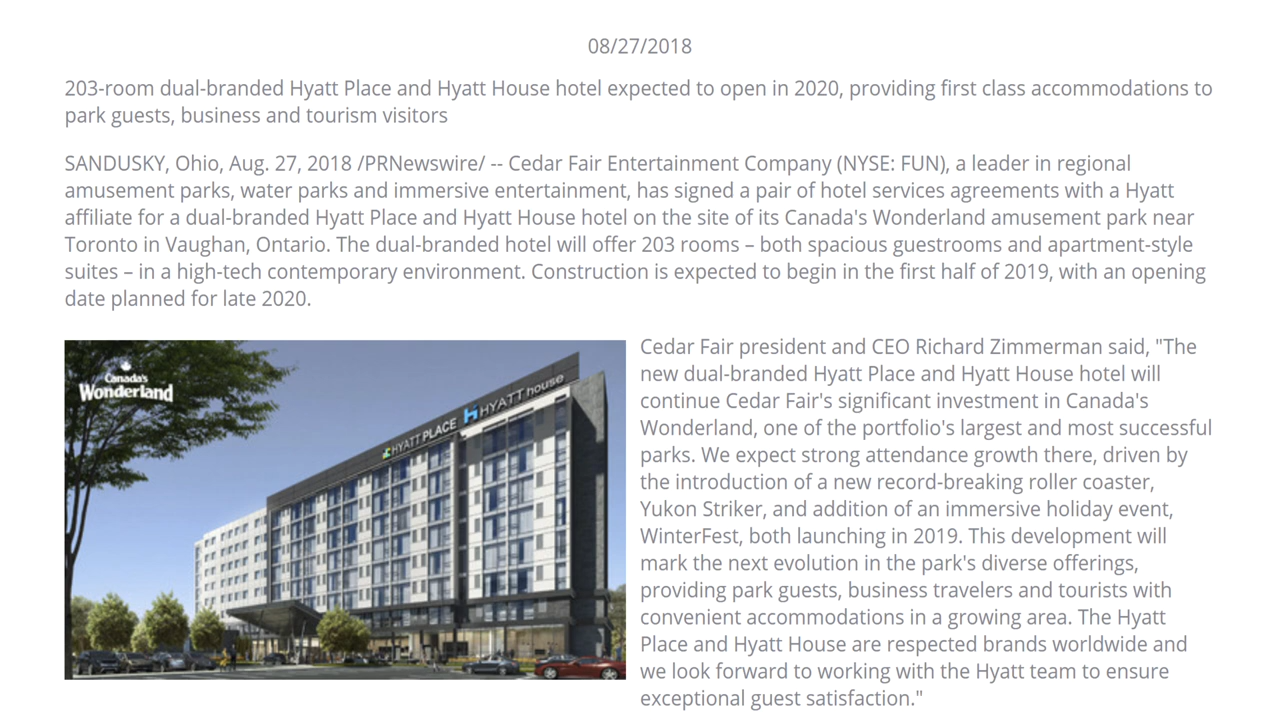 08/27/2018
203-room dual-branded Hyatt Place and Hyatt House hotel expected to open in 2020, providing first class accommodations to
park guests, business and tourism visitors
SANDUSKY, Ohio, Aug. 27, 2018 /PRNewswire/ -- Cedar Fair Entertainment Company (NYSE: FUN), a leader in regional
amusement parks, water parks and immersive entertainment, has signed a pair of hotel services agreements with a Hyatt
affiliate for a dual-branded Hyatt Place and Hyatt House hotel on the site of its Canada's Wonderland amusement park near
Toronto in Vaughan, Ontario. The dual-branded hotel will offer 203 rooms – both spacious guestrooms and apartment-style
suites – in a high-tech contemporary environment. Construction is expected to begin in the first half of 2019, with an opening
date planned for late 2020.
Canada's
Wonderland
HYATT PLACE
HYATT house
Cedar Fair president and CEO Richard Zimmerman said, "The
new dual-branded Hyatt Place and Hyatt House hotel will
continue Cedar Fair's significant investment in Canada's
Wonderland, one of the portfolio's largest and most successful
parks. We expect strong attendance growth there, driven by
the introduction of a new record-breaking roller coaster,
Yukon Striker, and addition of an immersive holiday event,
WinterFest, both launching in 2019. This development will
mark the next evolution in the park's diverse offerings,
providing park guests, business travelers and tourists with
convenient accommodations in a growing area. The Hyatt
Place and Hyatt House are respected brands worldwide and
we look forward to working with the Hyatt team to ensure
exceptional guest satisfaction."